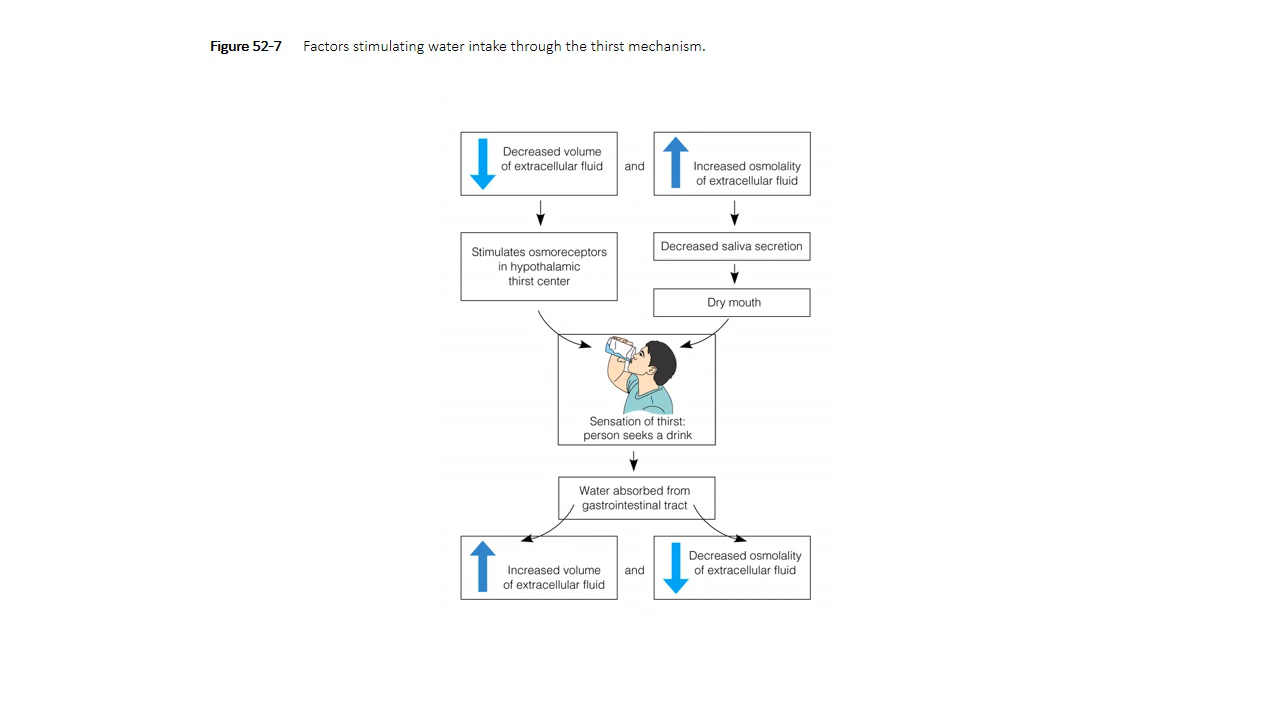 Figure 52-7 Factors stimulating water intake through the thirst mechanism.
Decreased volume
of extracellular fluid
and
Increased osmolality
of extracellular fluid
Stimulates osmoreceptors
in hypothalamic
thirst center
Decreased saliva secretion
Dry mouth
Sensation of thirst:
person seeks a drink
Water absorbed from
gastrointestinal tract
Increased volume
of extracellular fluid
and
Decreased osmolality
of extracellular fluid